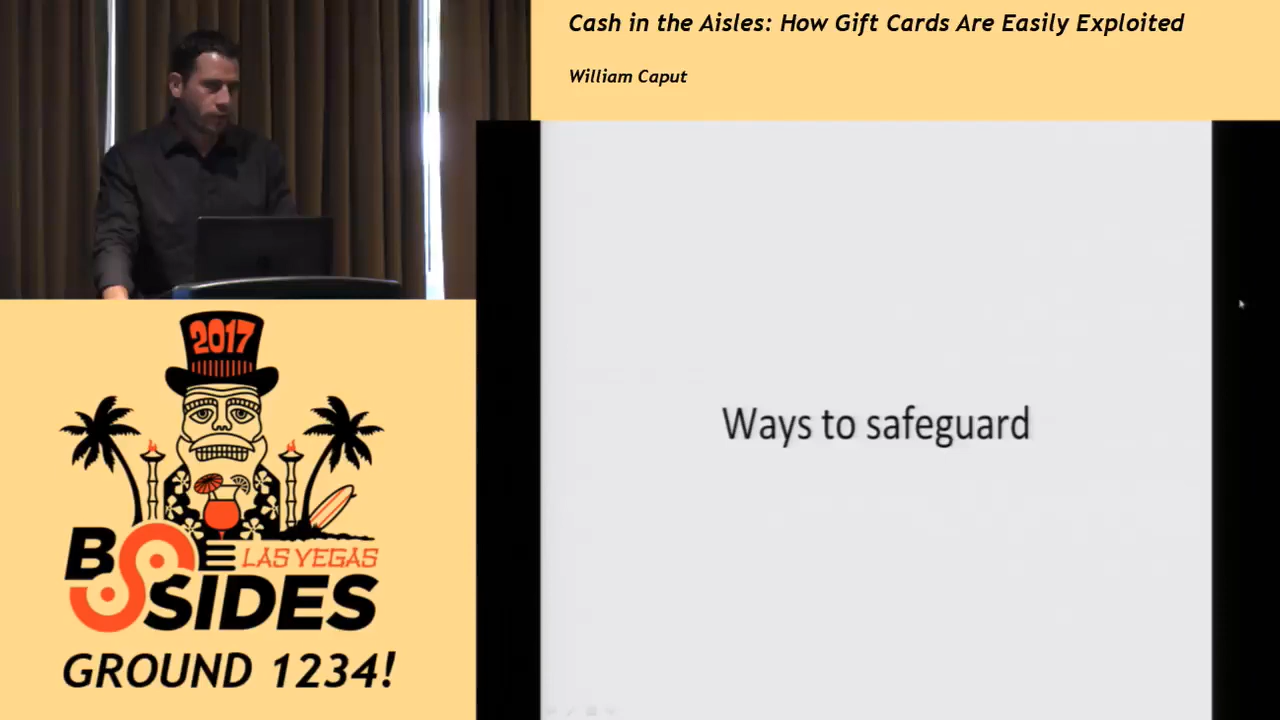 Cash in the Aisles: How Gift Cards Are Easily Exploited
William Caput
Ways to safeguard
2017
BSIDES
LAS VEGAS
GROUND 1234!